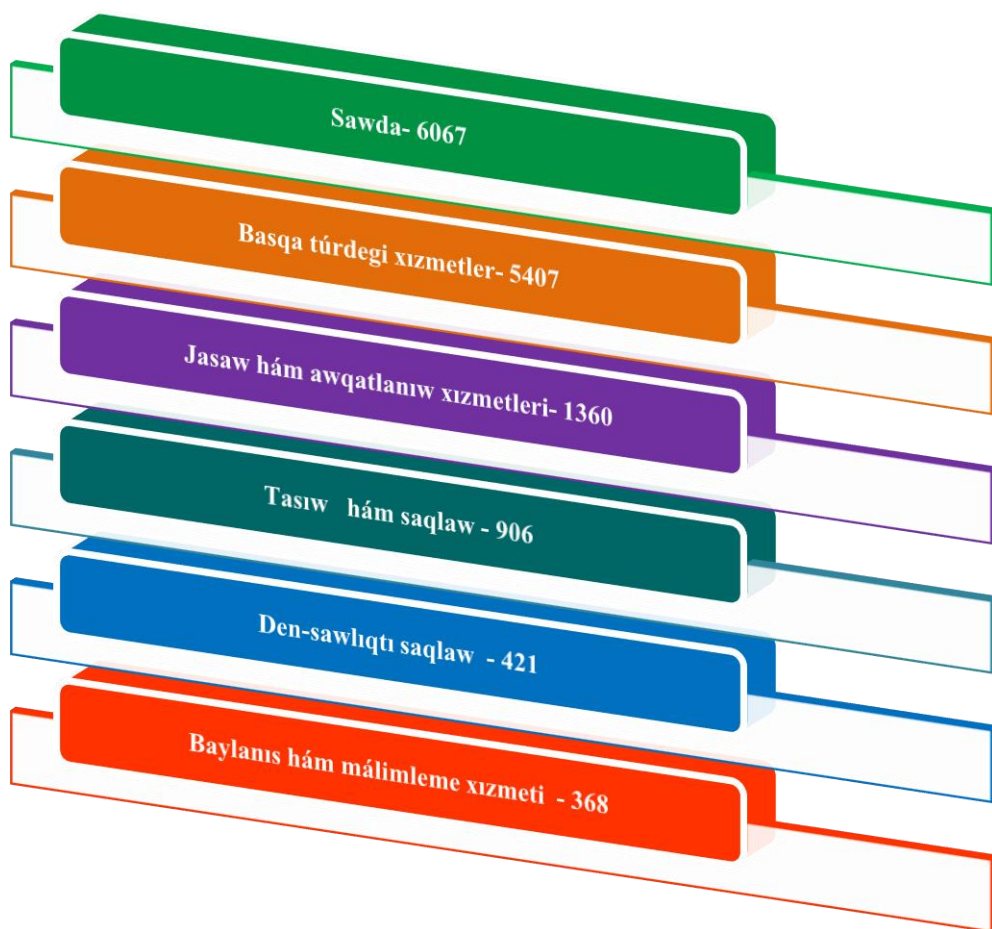 Sawda- 6067
Basqa túrdegi xızmetler- 5407
Jasaw hám awqatlanıw xızmetleri- 1360
Tasıw hám saqlaw - 906
Den-sawlıqtı saqlaw - 421
Baylanıs hám málimleme xızmeti - 368